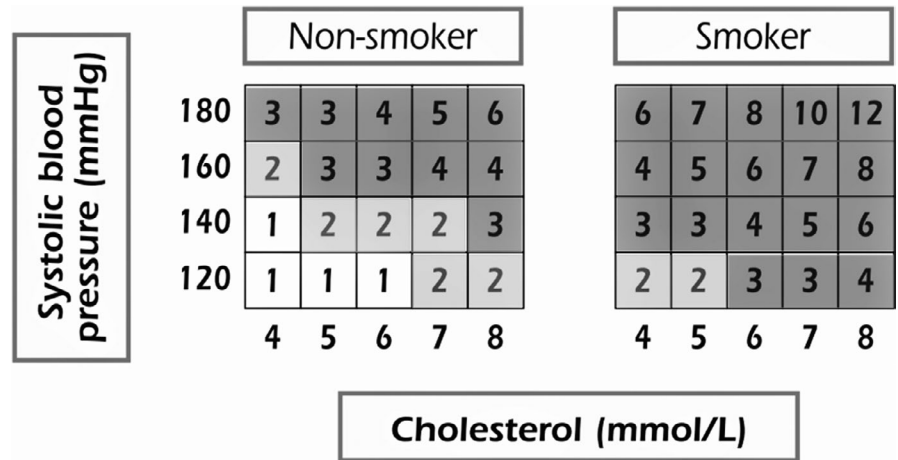 Non-smoker Smoker
Systolic blood
pressure (mmHg)
180 3 3 4 5 6 6 7 8 10 12
160 2 3 3 4 4 4 5 6 7 8
140 1 2 2 2 3 3 3 4 5 6
120 1 1 1 2 2 2 2 3 3 4
4 5 6 7 8 4 5 6 7 8
Cholesterol (mmol/L)